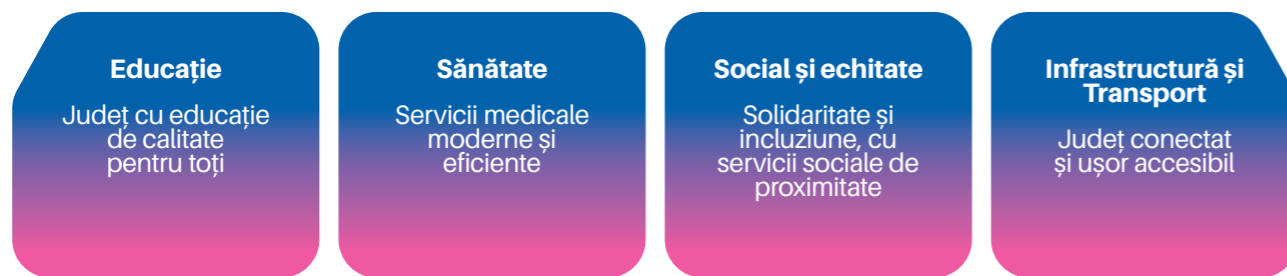 Educație
Județ cu educație
de calitate
pentru toți
Sănătate
Servicii medicale
moderne și
eficiente
Social și echitate
Solidaritate și
incluziune, cu
servicii sociale de
proximitate
Infrastructură și
Transport
Județ conectat
și ușor accesibil